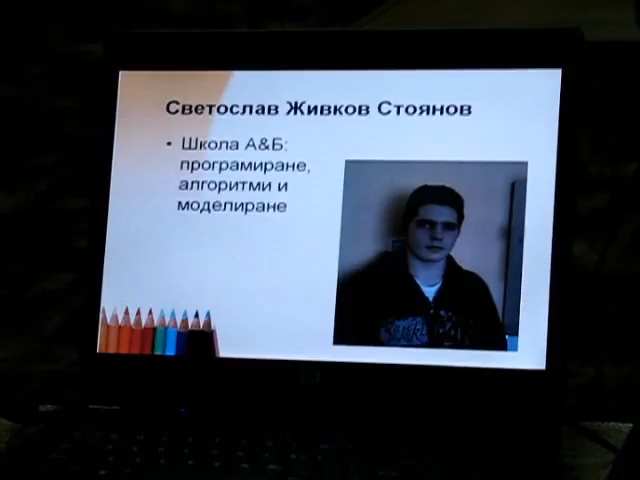 Светослав Живков Стоянов
• Школа А&Б:
програмиране,
алгоритми и
моделиране